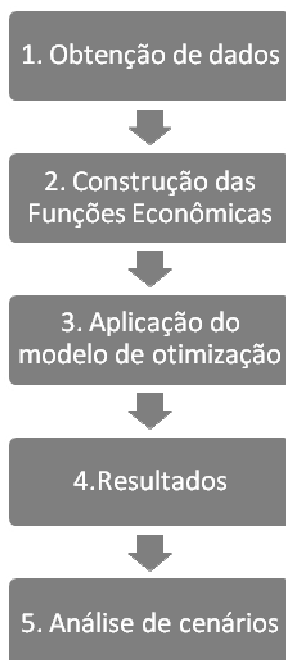 1. Obtenção de dados
2. Construção das
Funções Econômicas
3. Aplicação do
modelo de otimização
4.Resultados
5. Análise de cenários